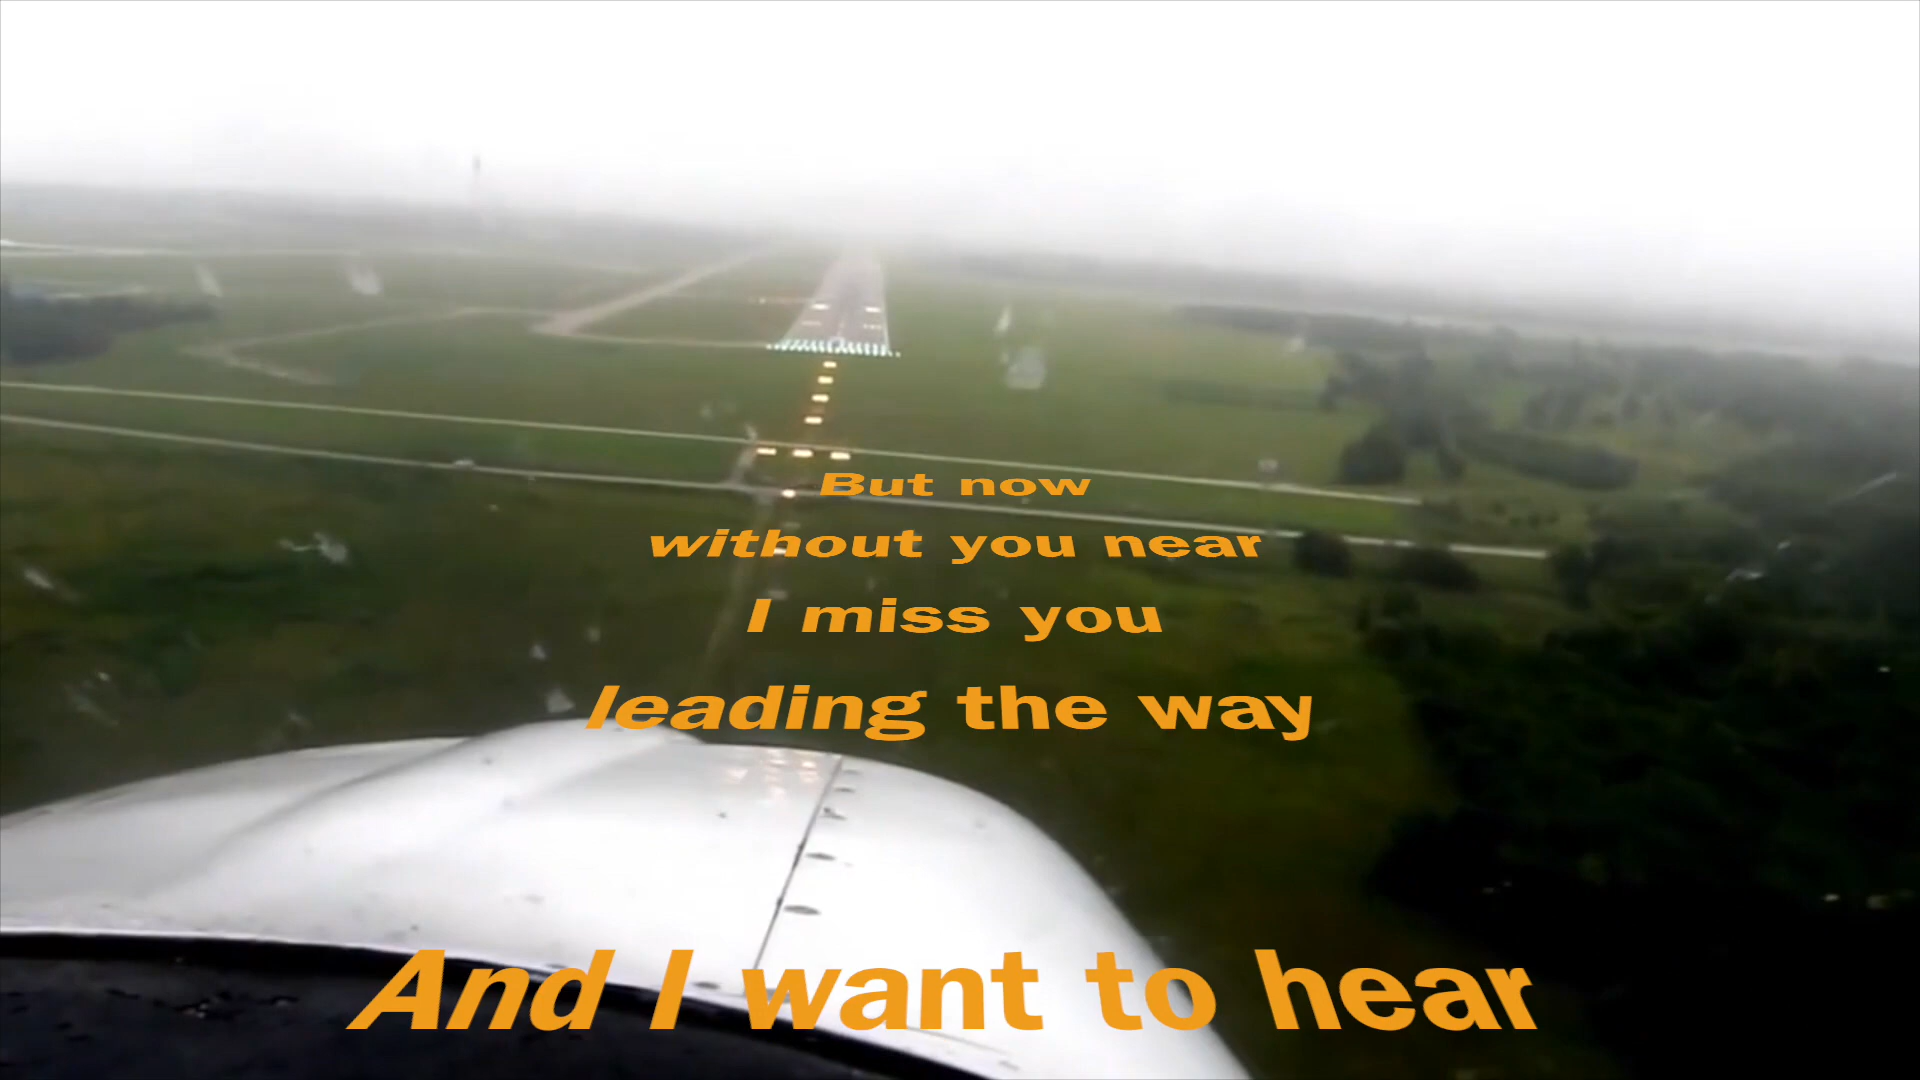 But now
without you near
I miss you
leading the way
And I want to hear